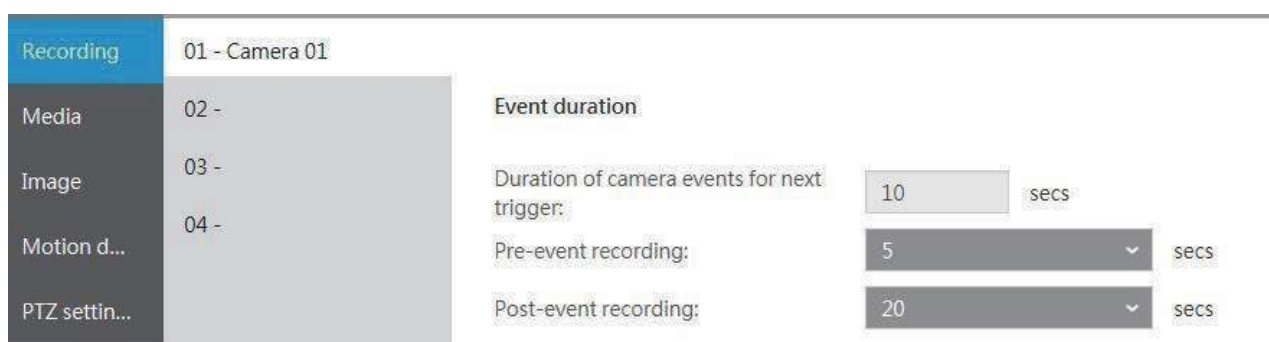 Recording
Media
Image
Motion d...
PTZ settin...
01 - Camera 01
02 -
03 -
04 -
Event duration
Duration of camera events for next
trigger:
10 secs
Pre-event recording: 5 secs
Post-event recording: 20 secs